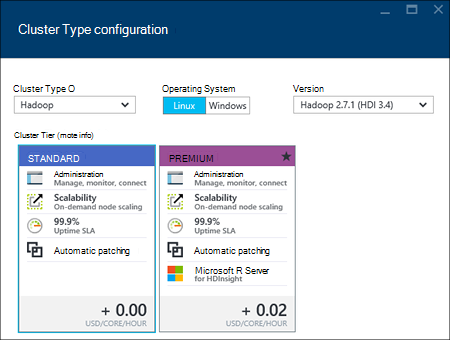 Cluster Type configuration
Cluster Type O
Operating System
Version
Hadoop
Linux
Windows
Hadoop 2.7.1 (HDI 3.4)
Cluster Tier (mote info)
STANDARD
Administration
Manage, monitor, connect
Scalability
On-demand node scaling
99.9%
Uptime SLA
Automatic patching
+ 0.00
USD/CORE/HOUR
PREMIUM
Administration
Manage, monitor, connect
Scalability
On-demand node scaling
99.9%
Uptime SLA
Automatic patching
Microsoft R Server
for HDInsight
+ 0.02
USD/CORE/HOUR